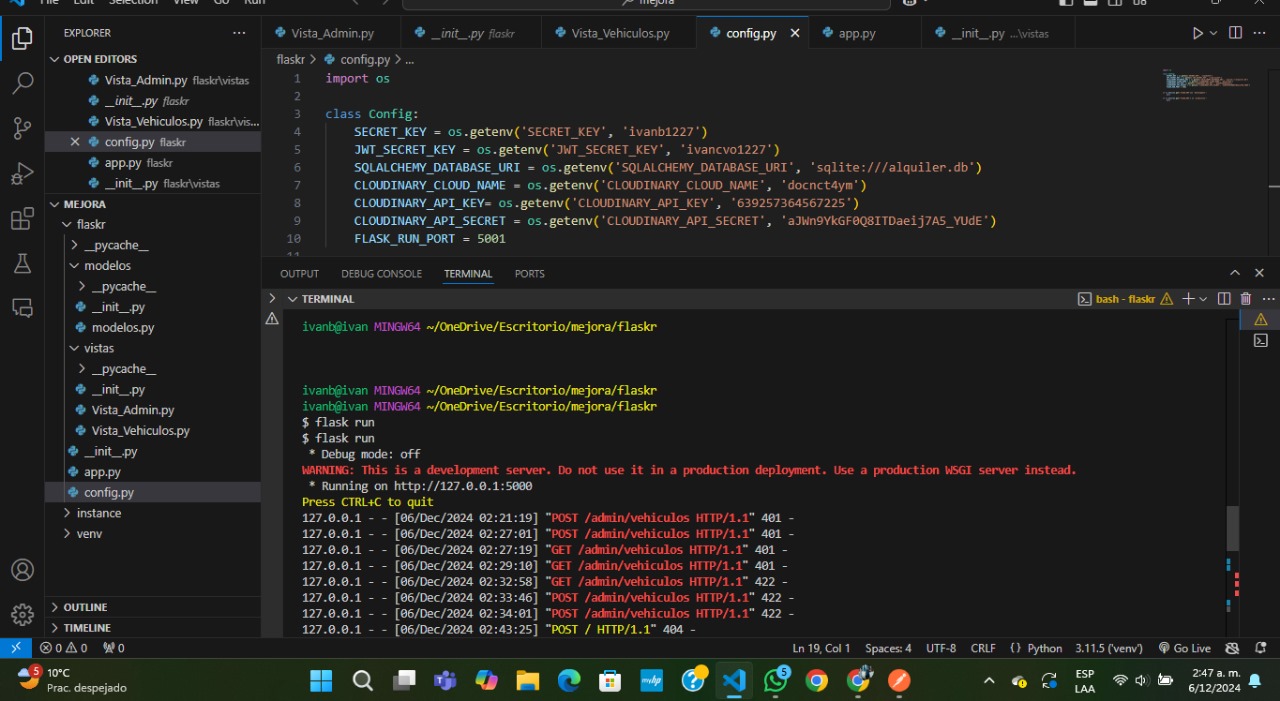 File Edit Selection View Go Run
mejora
EXPLORER
OPEN EDITORS
Vista_Admin.py flaskr\vistas
__init__.py flaskr
Vista_Vehiculos.py flaskr\vis...
config.py flaskr
app.py flaskr
__init__.py flaskr\vistas
MEJORA
flaskr
__pycache__
modelos
__pycache__
__init__.py
modelos.py
vistas
__pycache__
__init__.py
Vista_Admin.py
Vista_Vehiculos.py
__init__.py
app.py
config.py
instance
venv
OUTLINE
TIMELINE
Vista_Admin.py __init__.py flaskr Vista_Vehiculos.py config.py app.py __init__.py ...\vistas
flaskr > config.py > ...
1 import os
2
3 class Config:
4 SECRET_KEY = os.getenv('SECRET_KEY', 'ivanb1227')
5 JWT_SECRET_KEY = os.getenv('JWT_SECRET_KEY', 'ivancvo1227')
6 SQLALCHEMY_DATABASE_URI = os.getenv('SQLALCHEMY_DATABASE_URI', 'sqlite:///alquiler.db')
7 CLOUDINARY_CLOUD_NAME = os.getenv('CLOUDINARY_CLOUD_NAME', 'docnct4ym')
8 CLOUDINARY_API_KEY= os.getenv('CLOUDINARY_API_KEY', '639257364567225')
9 CLOUDINARY_API_SECRET = os.getenv('CLOUDINARY_API_SECRET', 'aJWn9YkGF0Q8ITDaeij7A5_YUdE')
10 FLASK_RUN_PORT = 5001
11
OUTPUT DEBUG CONSOLE TERMINAL PORTS
TERMINAL
bash - flaskr
ivanb@ivan MINGW64 ~/OneDrive/Escritorio/mejora/flaskr
ivanb@ivan MINGW64 ~/OneDrive/Escritorio/mejora/flaskr
ivanb@ivan MINGW64 ~/OneDrive/Escritorio/mejora/flaskr
$ flask run
$ flask run
* Debug mode: off
WARNING: This is a development server. Do not use it in a production deployment. Use a production WSGI server instead.
* Running on http://127.0.0.1:5000
Press CTRL+C to quit
127.0.0.1 - - [06/Dec/2024 02:21:19] "POST /admin/vehiculos HTTP/1.1" 401 -
127.0.0.1 - - [06/Dec/2024 02:27:01] "POST /admin/vehiculos HTTP/1.1" 401 -
127.0.0.1 - - [06/Dec/2024 02:27:19] "GET /admin/vehiculos HTTP/1.1" 401 -
127.0.0.1 - - [06/Dec/2024 02:29:10] "GET /admin/vehiculos HTTP/1.1" 401 -
127.0.0.1 - - [06/Dec/2024 02:32:58] "GET /admin/vehiculos HTTP/1.1" 422 -
127.0.0.1 - - [06/Dec/2024 02:33:46] "POST /admin/vehiculos HTTP/1.1" 422 -
127.0.0.1 - - [06/Dec/2024 02:34:01] "POST /admin/vehiculos HTTP/1.1" 422 -
127.0.0.1 - - [06/Dec/2024 02:43:25] "POST / HTTP/1.1" 404 -
0 0 0 Ln 19, Col 1 Spaces: 4 UTF-8 CRLF {} Python 3.11.5 ('venv') Go Live
5 10°C
Prac. despejado
myhp
5
ESP
LAA
2:47 a. m.
6/12/2024